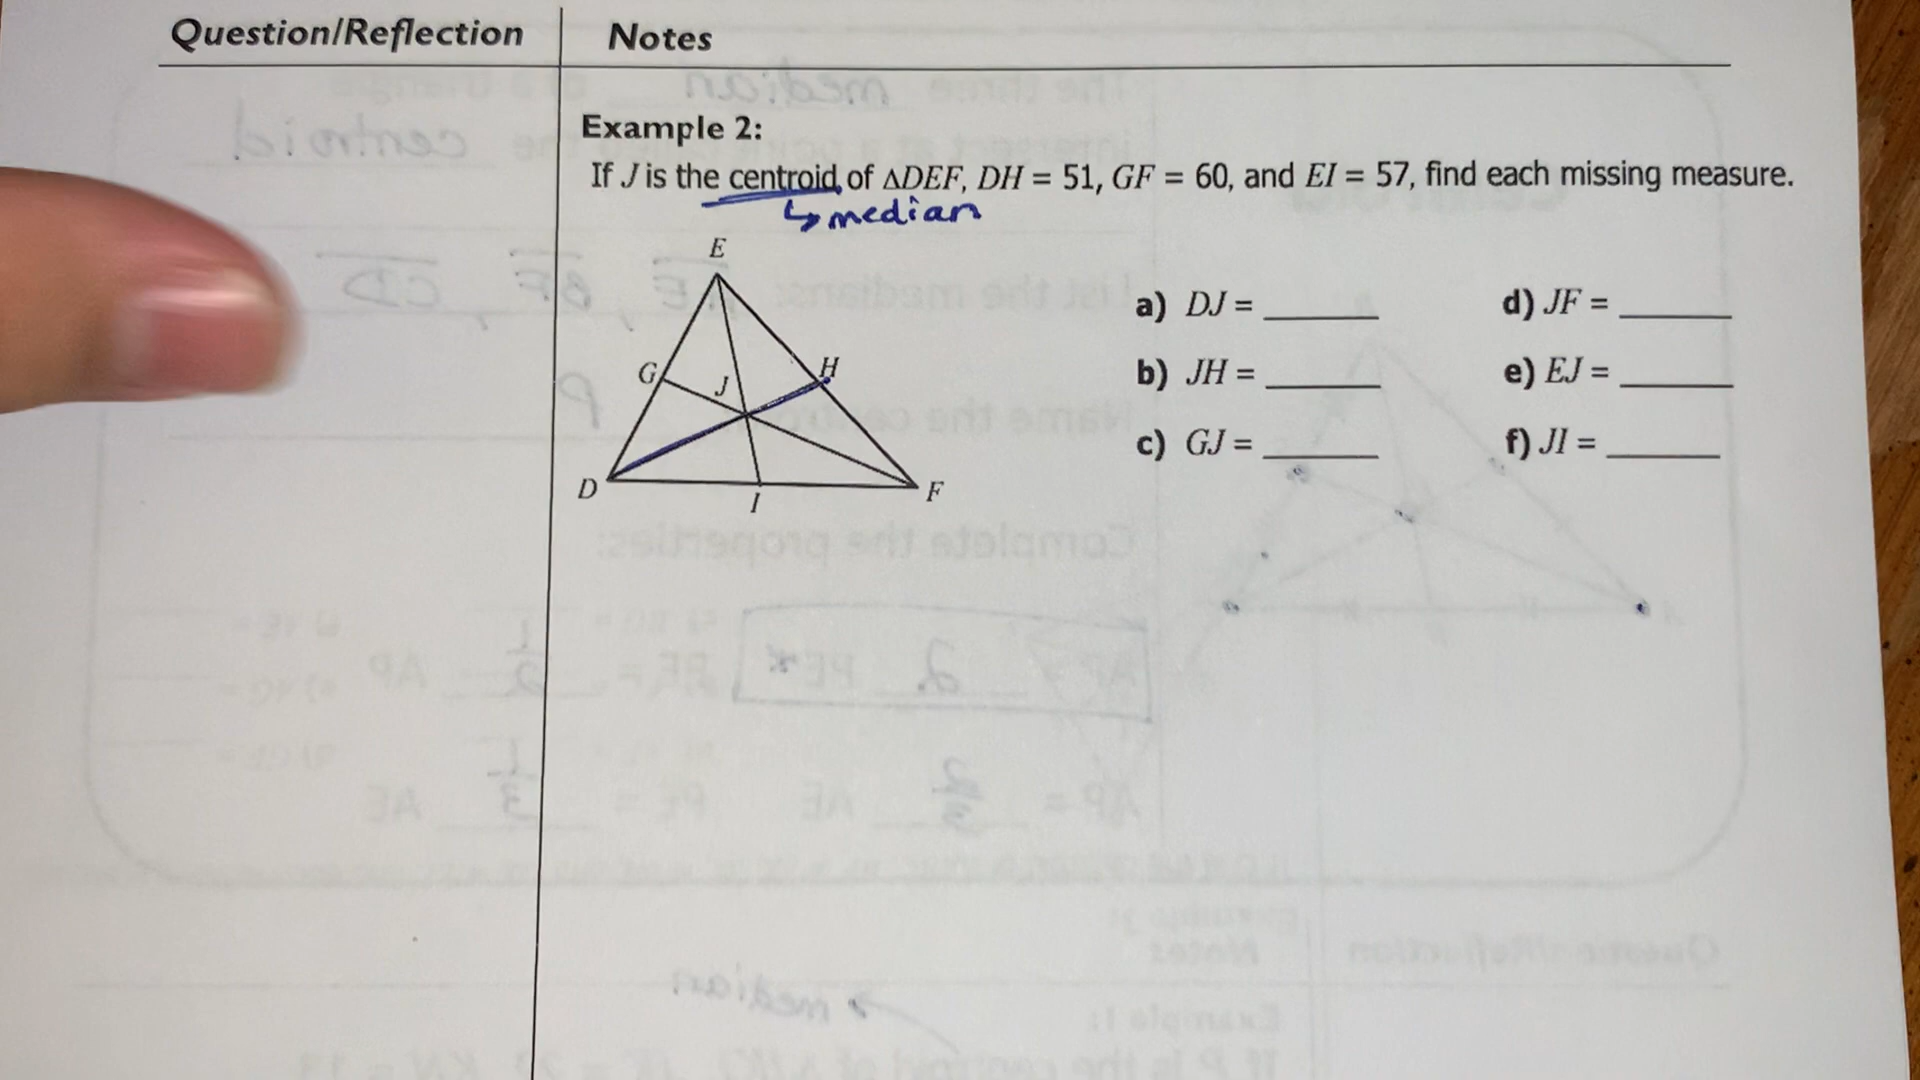 Question/Reflection Notes
Example 2:
If J is the centroid of △DEF, DH = 51, GF = 60, and EI = 57, find each missing measure.
↳ median
E
G
J
H
D
I
F
a) DJ = ______ d) JF = ______
b) JH = ______ e) EJ = ______
c) GJ = ______ f) JI = ______